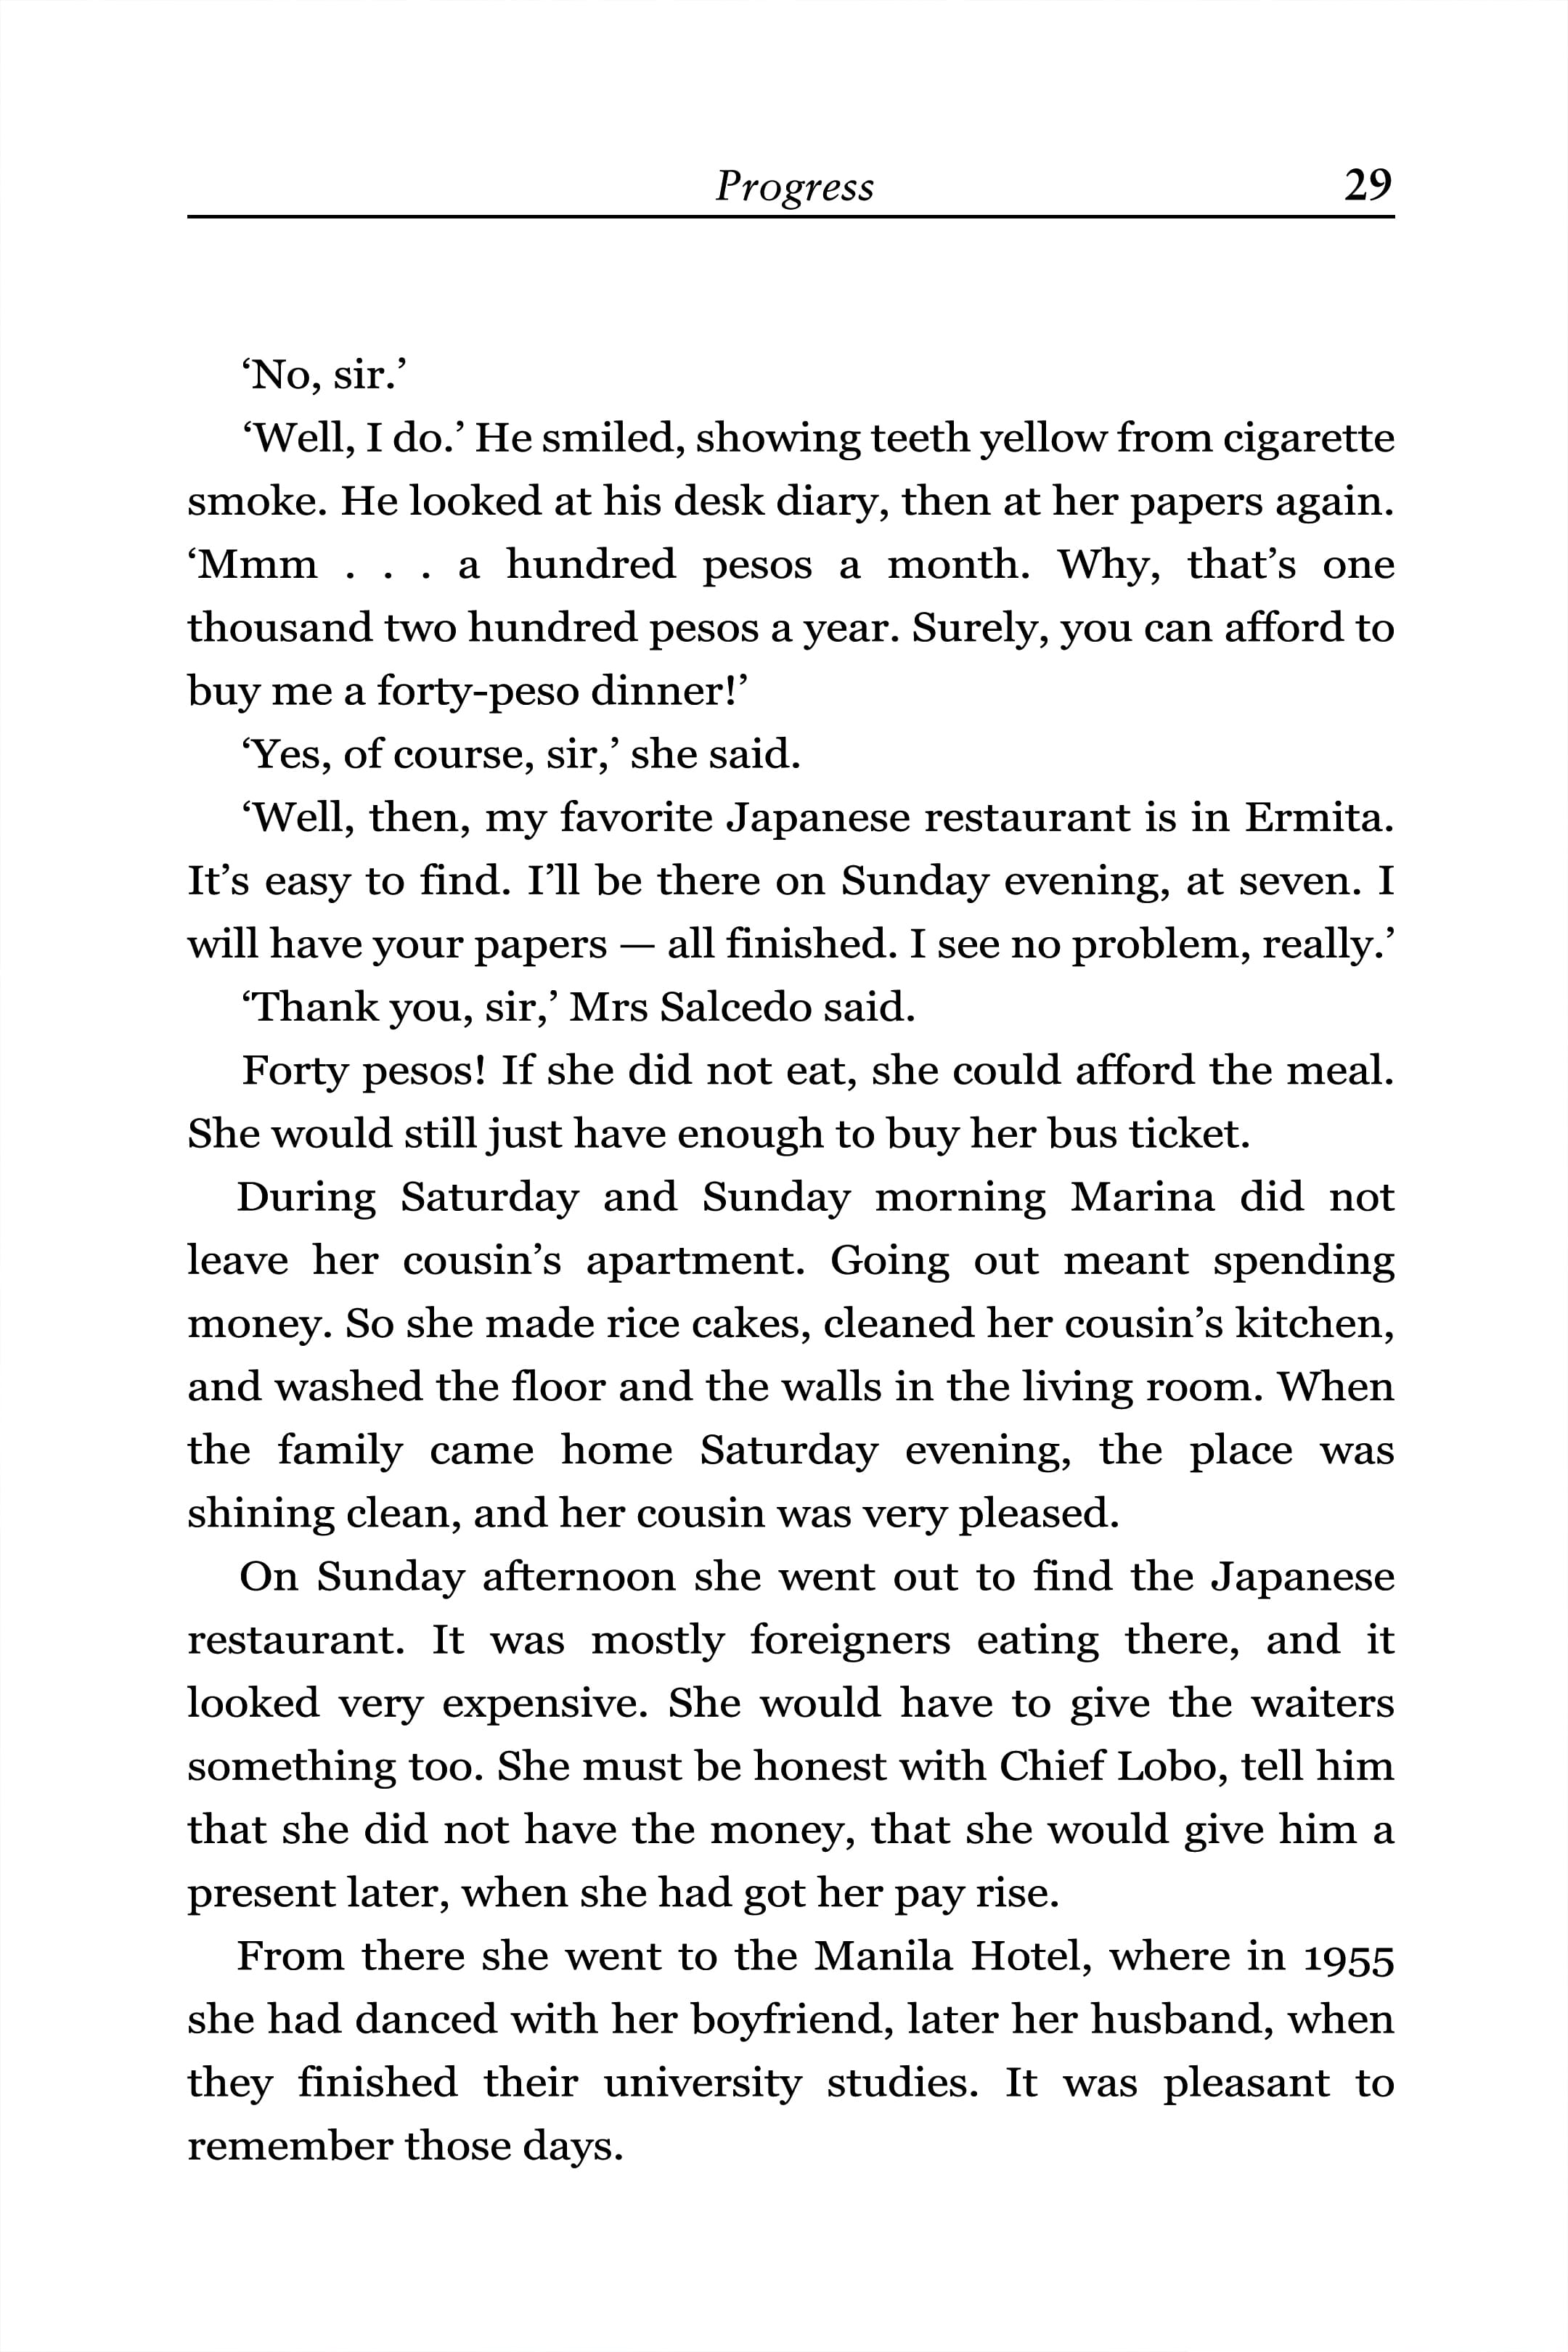 Progress 29
‘No, sir.’
‘Well, I do.’ He smiled, showing teeth yellow from cigarette
smoke. He looked at his desk diary, then at her papers again.
‘Mmm . . . a hundred pesos a month. Why, that’s one
thousand two hundred pesos a year. Surely, you can afford to
buy me a forty-peso dinner!’
‘Yes, of course, sir,’ she said.
‘Well, then, my favorite Japanese restaurant is in Ermita.
It’s easy to find. I’ll be there on Sunday evening, at seven. I
will have your papers — all finished. I see no problem, really.’
‘Thank you, sir,’ Mrs Salcedo said.
Forty pesos! If she did not eat, she could afford the meal.
She would still just have enough to buy her bus ticket.
During Saturday and Sunday morning Marina did not
leave her cousin’s apartment. Going out meant spending
money. So she made rice cakes, cleaned her cousin’s kitchen,
and washed the floor and the walls in the living room. When
the family came home Saturday evening, the place was
shining clean, and her cousin was very pleased.
On Sunday afternoon she went out to find the Japanese
restaurant. It was mostly foreigners eating there, and it
looked very expensive. She would have to give the waiters
something too. She must be honest with Chief Lobo, tell him
that she did not have the money, that she would give him a
present later, when she had got her pay rise.
From there she went to the Manila Hotel, where in 1955
she had danced with her boyfriend, later her husband, when
they finished their university studies. It was pleasant to
remember those days.